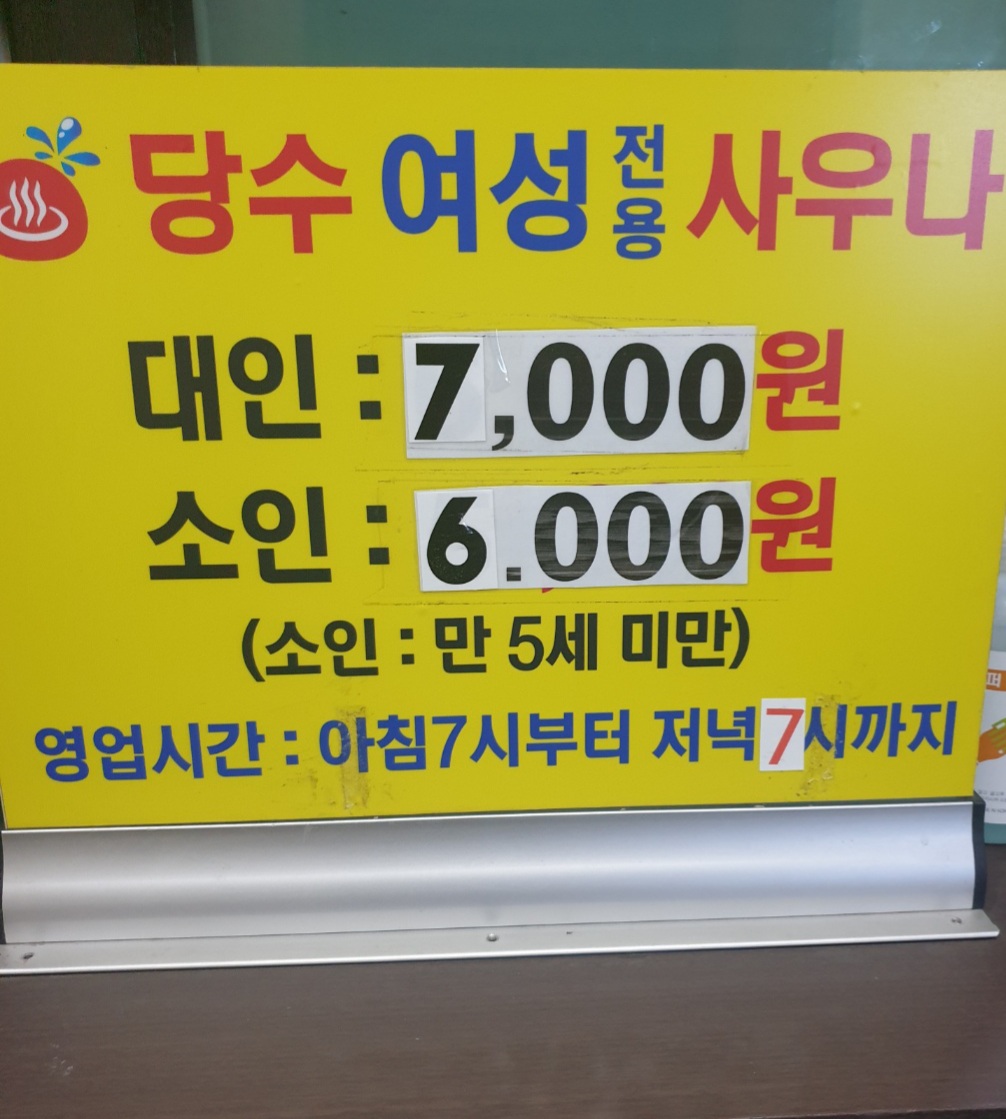 당수 여성 전용 사우나
대인 : 7,000원
소인 : 6.000원
(소인 : 만 5세 미만)
영업시간 : 아침7시부터 저녁7시까지